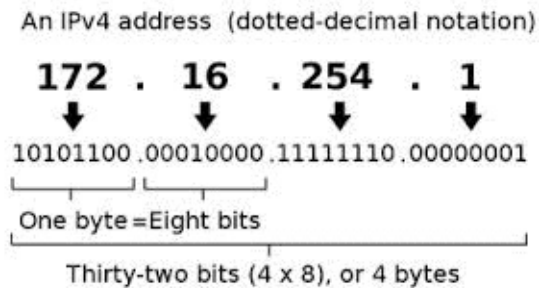 An IPv4 address (dotted-decimal notation)
172 . 16 . 254 . 1
10101100 .00010000 .11111110 .00000001
One byte =Eight bits
Thirty-two bits (4 x 8), or 4 bytes